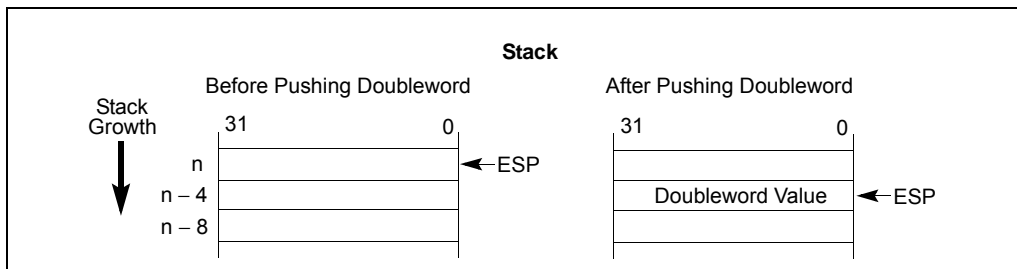 Stack
Before Pushing Doubleword
After Pushing Doubleword
Stack
Growth
31 0
31 0
n
ESP
n − 4
Doubleword Value
ESP
n − 8